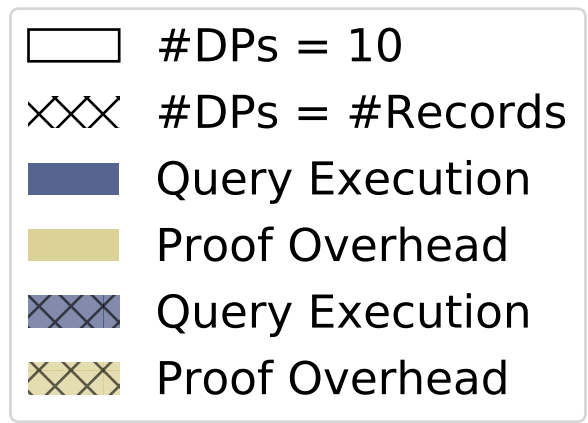 #DPs = 10
#DPs = #Records
Query Execution
Proof Overhead
Query Execution
Proof Overhead